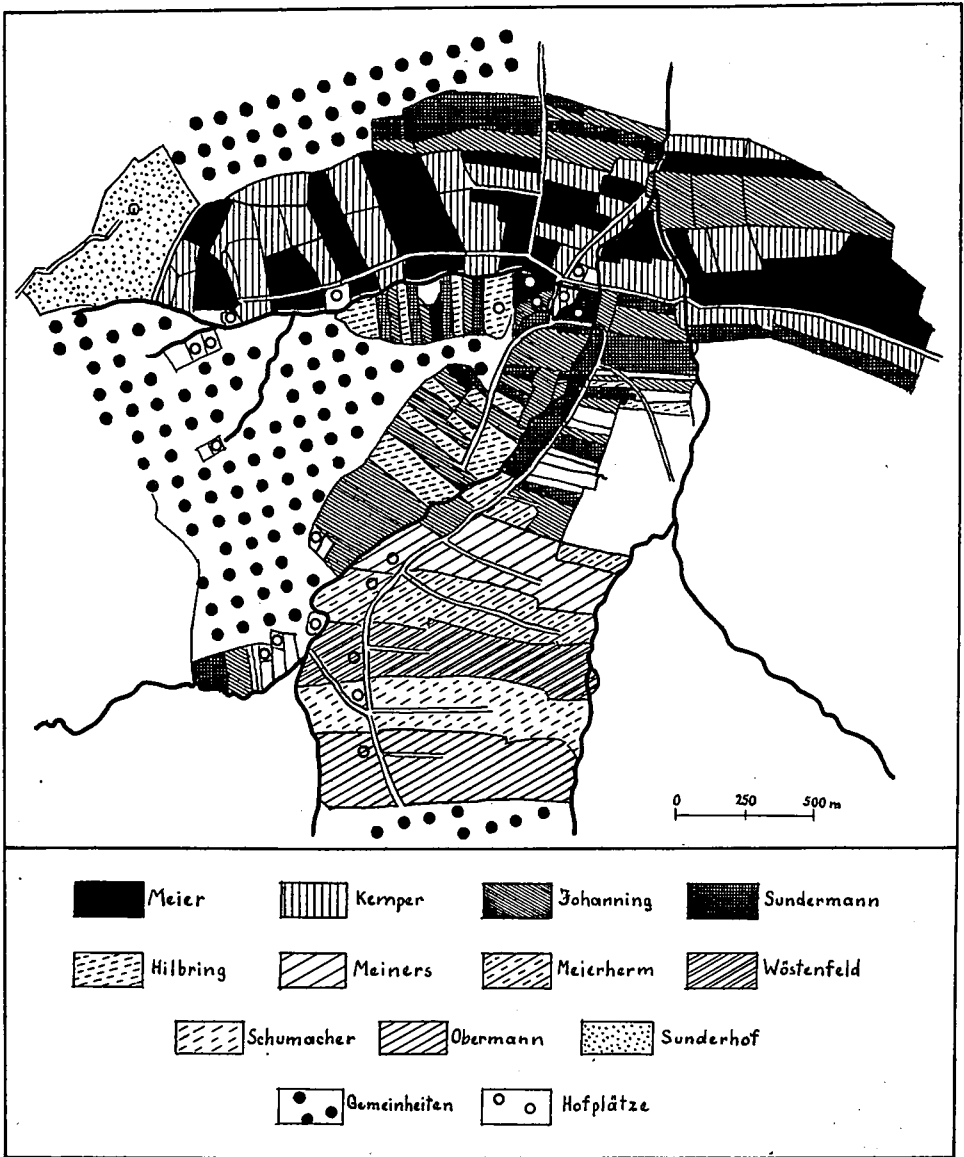 0 250 500 m
Meier Kemper Johanning Sundermann
Hilbring Meiners Meierherm Wöstenfeld
Schumacher Obermann Sunderhof
Gemeinheiten Hofplätze